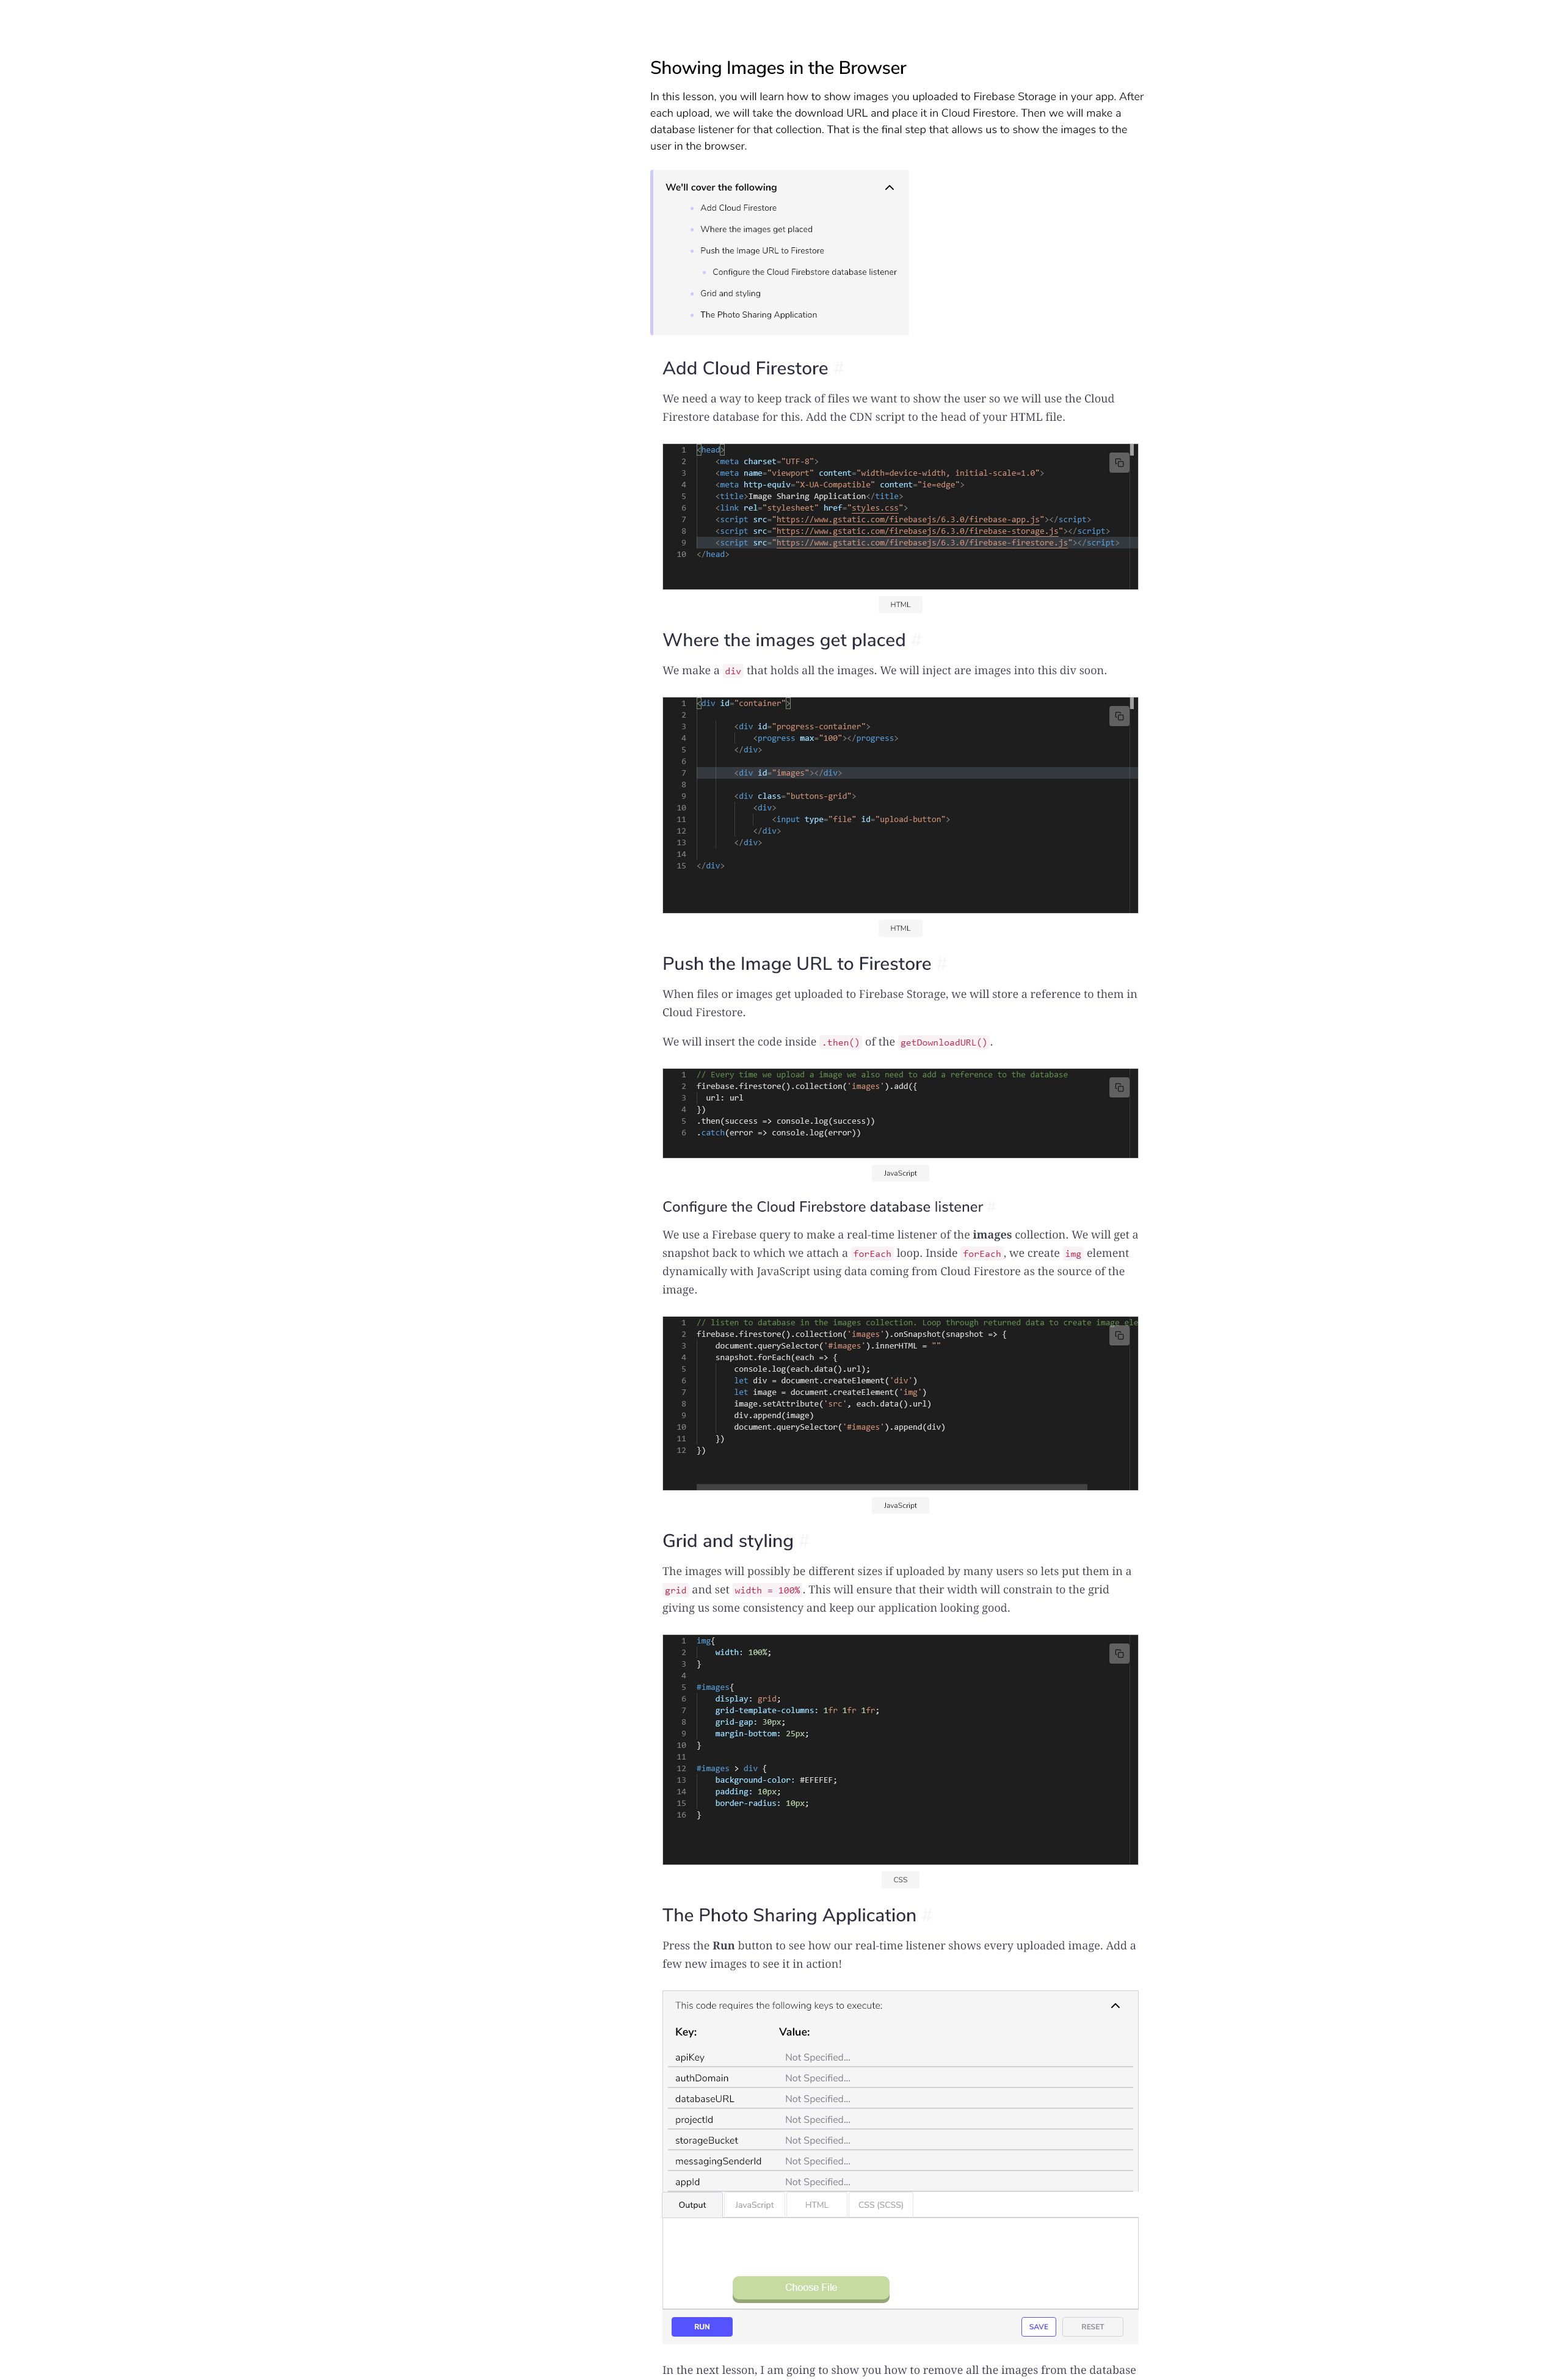 Showing Images in the Browser
In this lesson, you will learn how to show images you uploaded to Firebase Storage in your app. After
each upload, we will take the download URL and place it in Cloud Firestore. Then we will make a
database listener for that collection. That is the final step that allows us to show the images to the
user in the browser.
We'll cover the following
Add Cloud Firestore
Where the images get placed
Push the Image URL to Firestore
Configure the Cloud Firebstore database listener
Grid and styling
The Photo Sharing Application
Add Cloud Firestore #
We need a way to keep track of files we want to show the user so we will use the Cloud
Firestore database for this. Add the CDN script to the head of your HTML file.
1 <head>
2 <meta charset="UTF-8">
3 <meta name="viewport" content="width=device-width, initial-scale=1.0">
4 <meta http-equiv="X-UA-Compatible" content="ie=edge">
5 <title>Image Sharing Application</title>
6 <link rel="stylesheet" href="styles.css">
7 <script src="https://www.gstatic.com/firebasejs/6.3.0/firebase-app.js"></script>
8 <script src="https://www.gstatic.com/firebasejs/6.3.0/firebase-storage.js"></script>
9 <script src="https://www.gstatic.com/firebasejs/6.3.0/firebase-firestore.js"></script>
10 </head>
HTML
Where the images get placed #
We make a div that holds all the images. We will inject are images into this div soon.
1 <div id="container">
2
3 <div id="progress-container">
4 <progress max="100"></progress>
5 </div>
6
7 <div id="images"></div>
8
9 <div class="buttons-grid">
10 <div>
11 <input type="file" id="upload-button">
12 </div>
13 </div>
14
15 </div>
HTML
Push the Image URL to Firestore #
When files or images get uploaded to Firebase Storage, we will store a reference to them in
Cloud Firestore.
We will insert the code inside .then() of the getDownloadURL().
1 // Every time we upload a image we also need to add a reference to the database
2 firebase.firestore().collection('images').add({
3 url: url
4 })
5 .then(success => console.log(success))
6 .catch(error => console.log(error))
JavaScript
Configure the Cloud Firebstore database listener #
We use a Firebase query to make a real-time listener of the images collection. We will get a
snapshot back to which we attach a forEach loop. Inside forEach, we create img element
dynamically with JavaScript using data coming from Cloud Firestore as the source of the
image.
1 // listen to database in the images collection. Loop through returned data to create image ele
2 firebase.firestore().collection('images').onSnapshot(snapshot => {
3 document.querySelector('#images').innerHTML = ""
4 snapshot.forEach(each => {
5 console.log(each.data().url);
6 let div = document.createElement('div')
7 let image = document.createElement('img')
8 image.setAttribute('src', each.data().url)
9 div.append(image)
10 document.querySelector('#images').append(div)
11 })
12 })
JavaScript
Grid and styling #
The images will possibly be different sizes if uploaded by many users so lets put them in a
grid and set width = 100%. This will ensure that their width will constrain to the grid
giving us some consistency and keep our application looking good.
1 img{
2 width: 100%;
3 }
4
5 #images{
6 display: grid;
7 grid-template-columns: 1fr 1fr 1fr;
8 grid-gap: 30px;
9 margin-bottom: 25px;
10 }
11
12 #images > div {
13 background-color: #EFEFEF;
14 padding: 10px;
15 border-radius: 10px;
16 }
CSS
The Photo Sharing Application #
Press the Run button to see how our real-time listener shows every uploaded image. Add a
few new images to see it in action!
This code requires the following keys to execute:
Key: Value:
apiKey Not Specified...
authDomain Not Specified...
databaseURL Not Specified...
projectId Not Specified...
storageBucket Not Specified...
messagingSenderId Not Specified...
appId Not Specified...
Output JavaScript HTML CSS (SCSS)
Choose File
RUN SAVE RESET
In the next lesson, I am going to show you how to remove all the images from the database